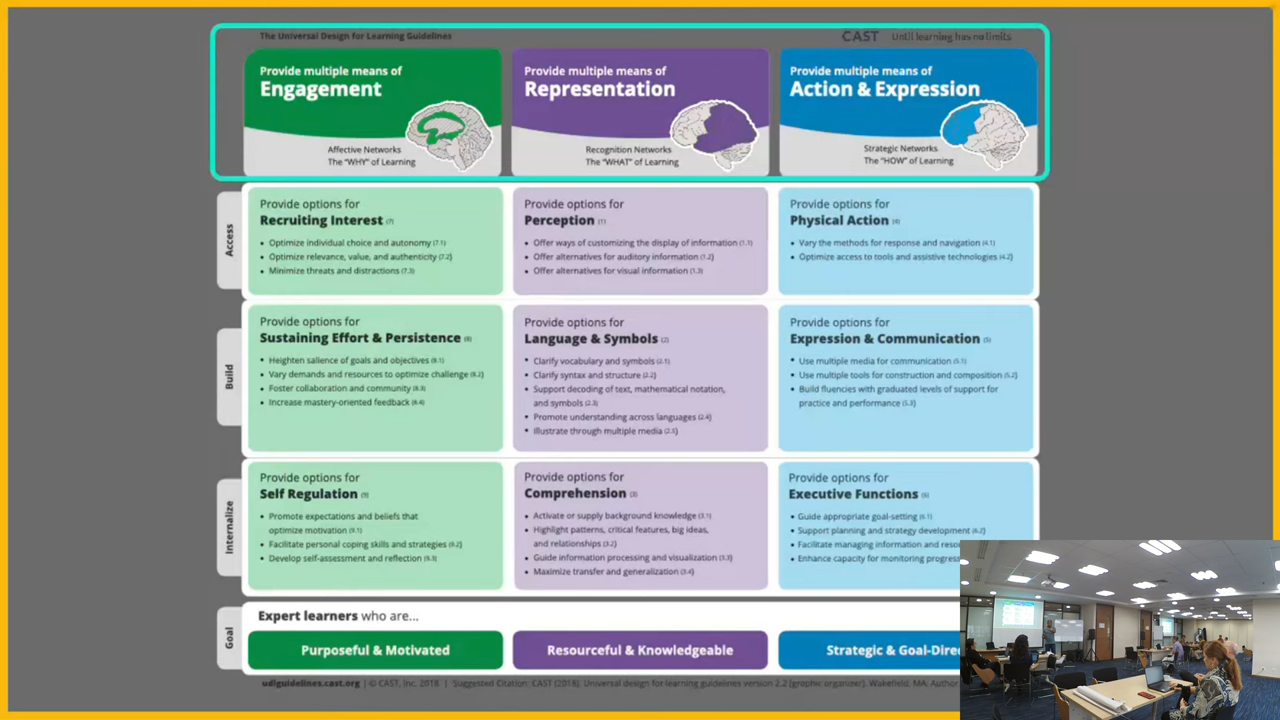 The Universal Design for Learning Guidelines
CAST Until learning has no limits
Provide multiple means of
Engagement
Affective Networks
The "WHY" of Learning
Provide multiple means of
Representation
Recognition Networks
The "WHAT" of Learning
Provide multiple means of
Action & Expression
Strategic Networks
The "HOW" of Learning
Access
Provide options for
Recruiting Interest (7)
• Optimize individual choice and autonomy (7.1)
• Optimize relevance, value, and authenticity (7.2)
• Minimize threats and distractions (7.3)
Provide options for
Perception (1)
• Offer ways of customizing the display of information (1.1)
• Offer alternatives for auditory information (1.2)
• Offer alternatives for visual information (1.3)
Provide options for
Physical Action (4)
• Vary the methods for response and navigation (4.1)
• Optimize access to tools and assistive technologies (4.2)
Build
Provide options for
Sustaining Effort & Persistence (8)
• Heighten salience of goals and objectives (8.1)
• Vary demands and resources to optimize challenge (8.2)
• Foster collaboration and community (8.3)
• Increase mastery-oriented feedback (8.4)
Provide options for
Language & Symbols (2)
• Clarify vocabulary and symbols (2.1)
• Clarify syntax and structure (2.2)
• Support decoding of text, mathematical notation,
and symbols (2.3)
• Promote understanding across languages (2.4)
• Illustrate through multiple media (2.5)
Provide options for
Expression & Communication (5)
• Use multiple media for communication (5.1)
• Use multiple tools for construction and composition (5.2)
• Build fluencies with graduated levels of support for
practice and performance (5.3)
Internalize
Provide options for
Self Regulation (9)
• Promote expectations and beliefs that
optimize motivation (9.1)
• Facilitate personal coping skills and strategies (9.2)
• Develop self-assessment and reflection (9.3)
Provide options for
Comprehension (3)
• Activate or supply background knowledge (3.1)
• Highlight patterns, critical features, big ideas,
and relationships (3.2)
• Guide information processing and visualization (3.3)
• Maximize transfer and generalization (3.4)
Provide options for
Executive Functions (6)
• Guide appropriate goal-setting (6.1)
• Support planning and strategy development (6.2)
• Facilitate managing information and
• Enhance capacity for monitoring
Goal
Expert learners who are...
Purposeful & Motivated
Resourceful & Knowledgeable
Strategic &
udlguidelines.cast.org | © CAST, Inc. 2018 | Suggested Citation: CAST (2018). Universal design for learning guidelines version 2.2 [graphic organizer]. Wakefield, MA: Author